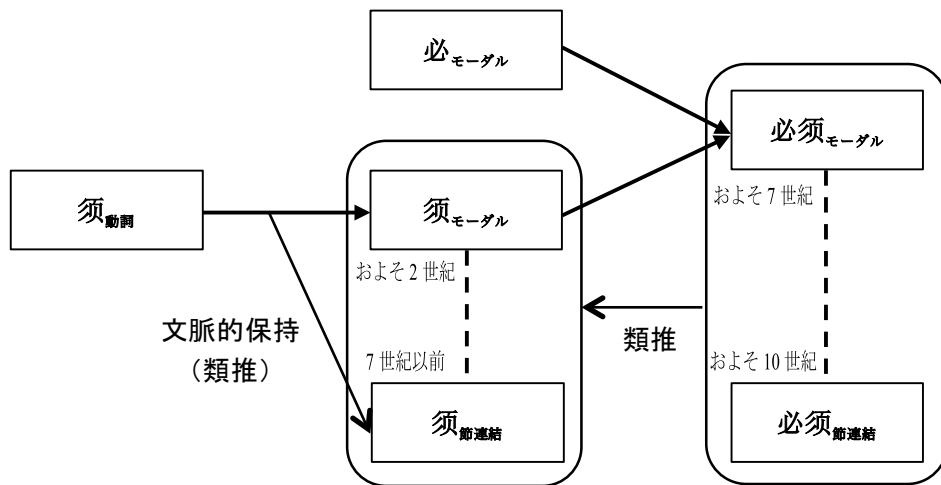 必モーダル
必须モーダル
须動詞
须モーダル
およそ 7 世紀
およそ 2 世紀
文脈的保持
（類推）
類推
7 世紀以前
およそ 10 世紀
须節連結
必须節連結